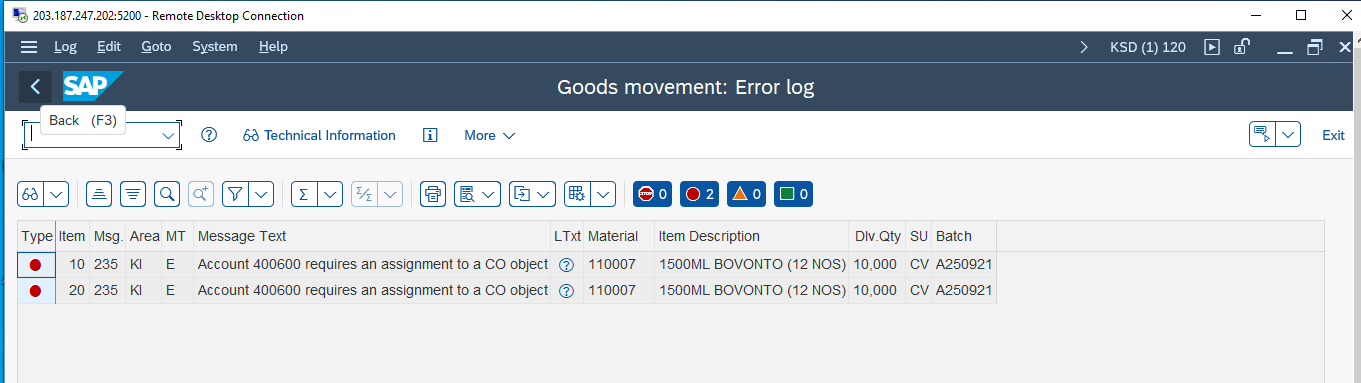 203.187.247.202:5200 - Remote Desktop Connection
Log Edit Goto System Help KSD (1) 120
SAP Goods movement: Error log
Back (F3)
Technical Information More Exit
STOP 0 2 0 0
Type Item Msg. Area MT Message Text LTxt Material Item Description Dlv.Qty SU Batch
10 235 KI E Account 400600 requires an assignment to a CO object 110007 1500ML BOVONTO (12 NOS) 10,000 CV A250921
20 235 KI E Account 400600 requires an assignment to a CO object 110007 1500ML BOVONTO (12 NOS) 10,000 CV A250921